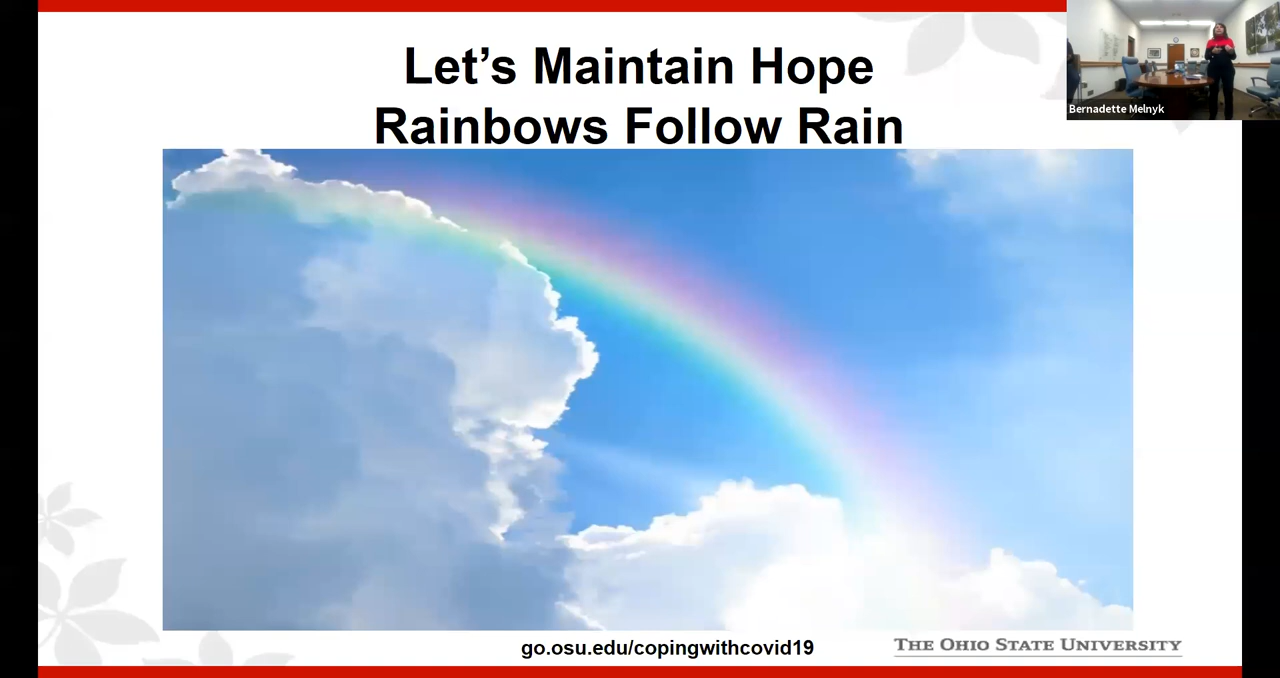 Let's Maintain Hope
Rainbows Follow Rain
Bernadette Melnyk
go.osu.edu/copingwithcovid19
THE OHIO STATE UNIVERSITY